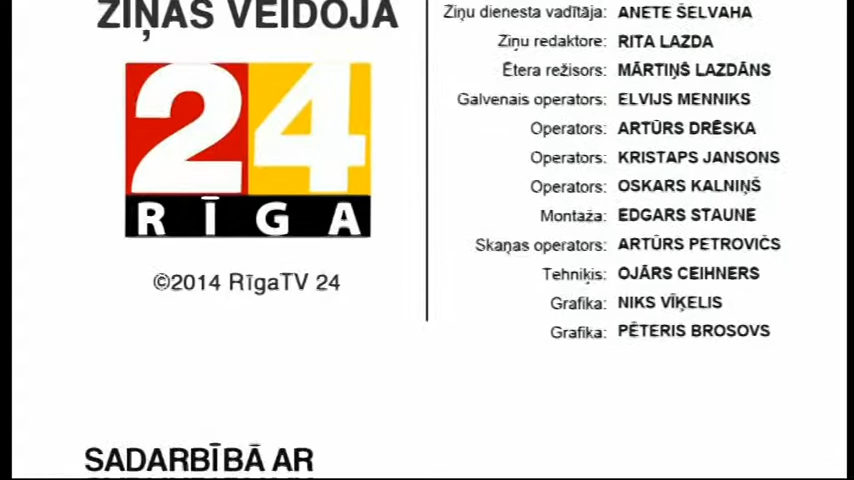 ZIŅAS VEIDOJA
24
RĪGA
©2014 RīgaTV 24
Ziņu dienesta vadītāja: ANETE ŠELVAHA
Ziņu redaktore: RITA LAZDA
Ētera režisors: MĀRTIŅŠ LAZDĀNS
Galvenais operators: ELVIJS MENNIKS
Operators: ARTŪRS DRĒSKA
Operators: KRISTAPS JANSONS
Operators: OSKARS KALNIŅŠ
Montaža: EDGARS STAUNE
Skaņas operators: ARTŪRS PETROVIČS
Tehniķis: OJĀRS CEIHNERS
Grafika: NIKS VĪĶELIS
Grafika: PĒTERIS BROSOVS
SADARBĪBĀ AR